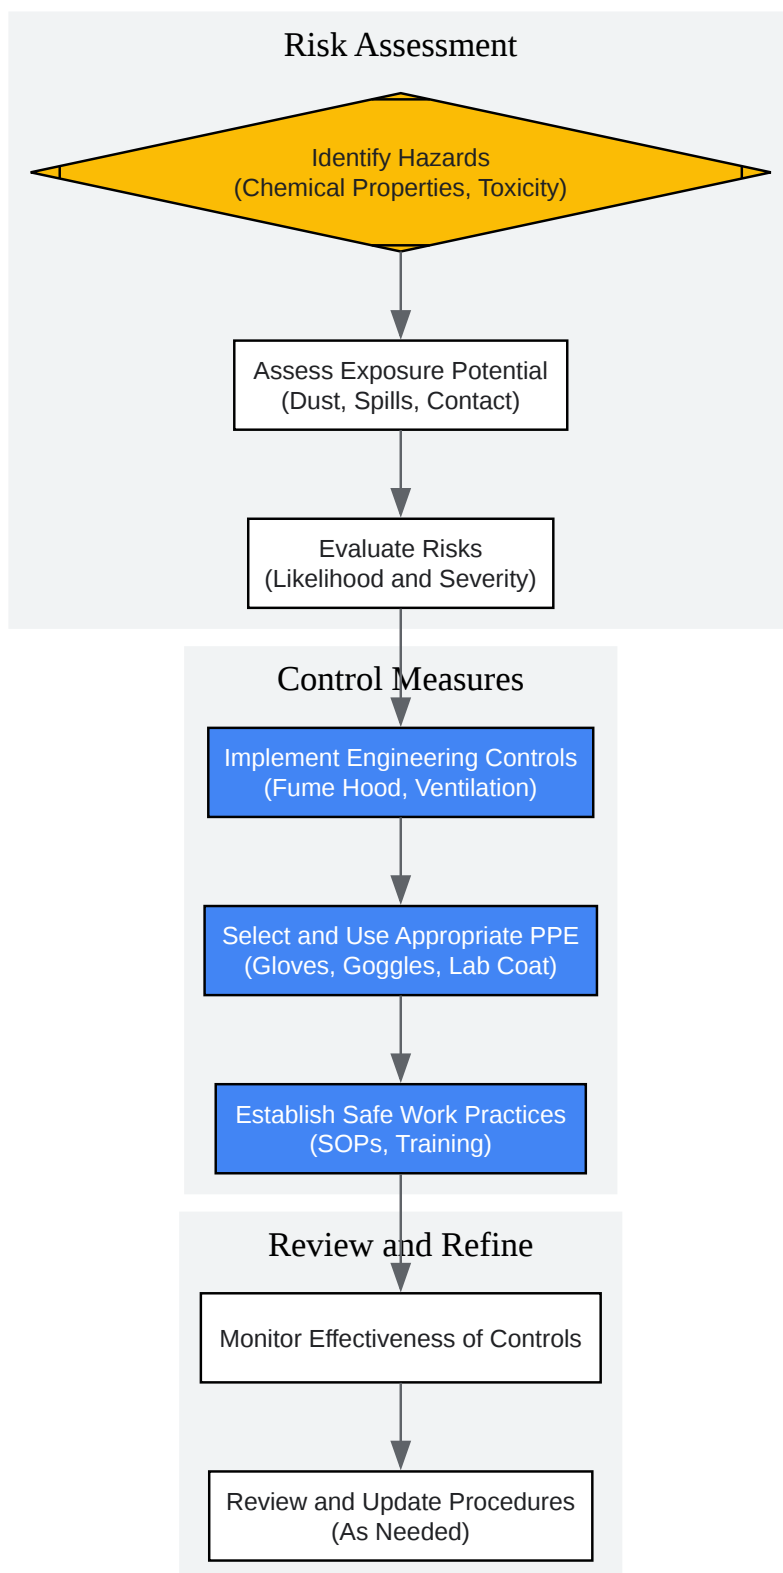 Risk Assessment
Identify Hazards
(Chemical Properties, Toxicity)
Assess Exposure Potential
(Dust, Spills, Contact)
Evaluate Risks
(Likelihood and Severity)
Control Measures
Implement Engineering Controls
(Fume Hood, Ventilation)
Select and Use Appropriate PPE
(Gloves, Goggles, Lab Coat)
Establish Safe Work Practices
(SOPs, Training)
Review and Refine
Monitor Effectiveness of Controls
Review and Update Procedures
(As Needed)